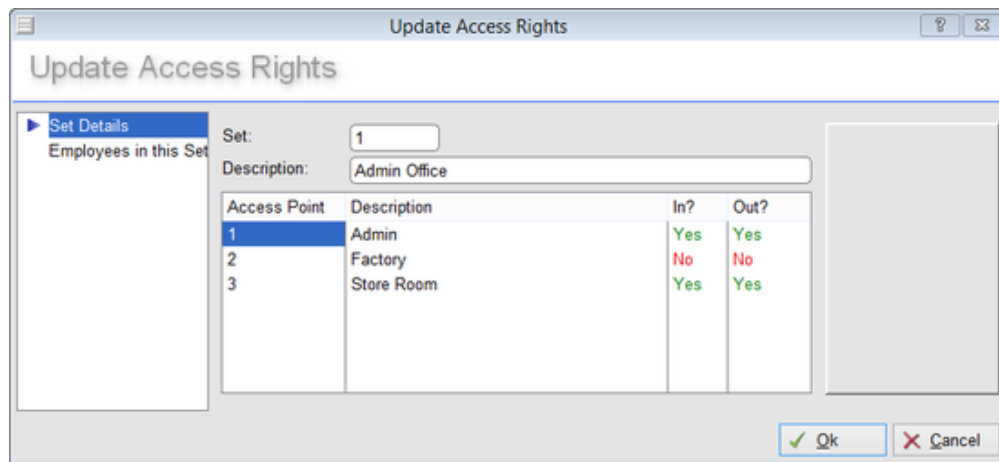 Update Access Rights
Update Access Rights
Set Details
Employees in this Set
Set: 1
Description: Admin Office
Access Point Description In? Out?
1 Admin Yes Yes
2 Factory No No
3 Store Room Yes Yes
Ok Cancel